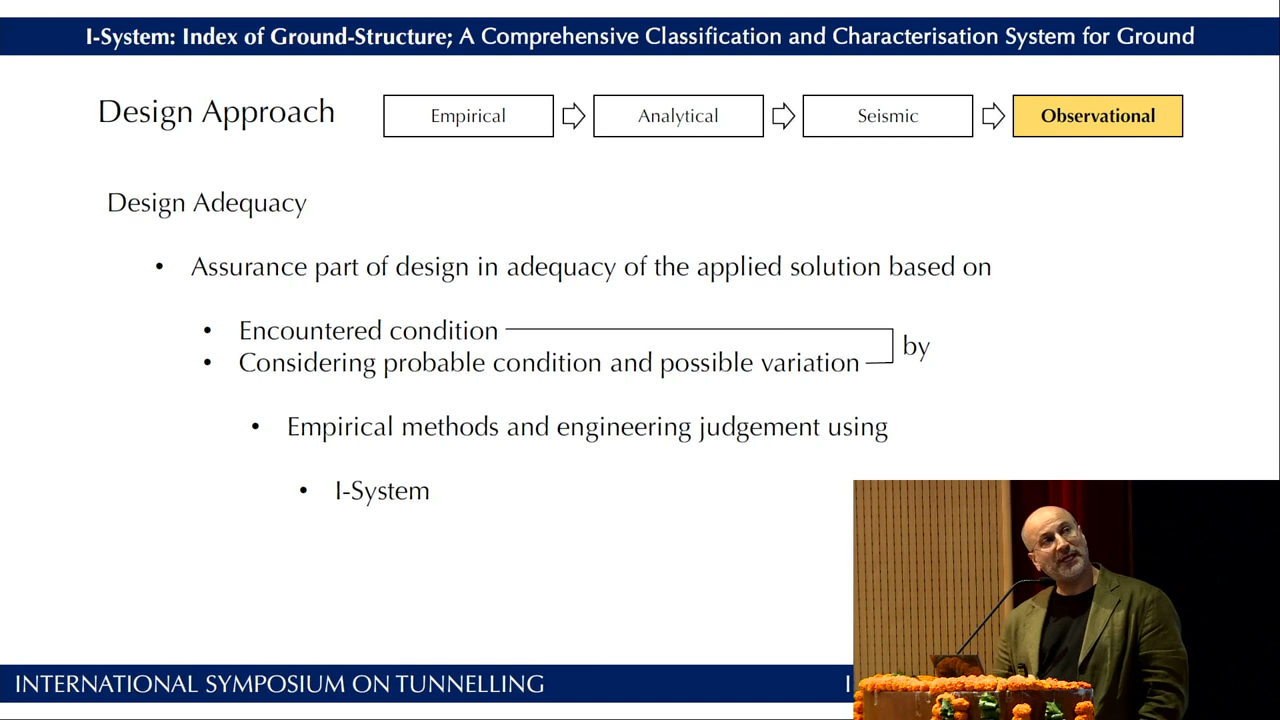 I-System: Index of Ground-Structure; A Comprehensive Classification and Characterisation System for Ground
Design Approach
Empirical
Analytical
Seismic
Observational
Design Adequacy
• Assurance part of design in adequacy of the applied solution based on
• Encountered condition
• Considering probable condition and possible variation
by
• Empirical methods and engineering judgement using
• I-System
INTERNATIONAL SYMPOSIUM ON TUNNELLING